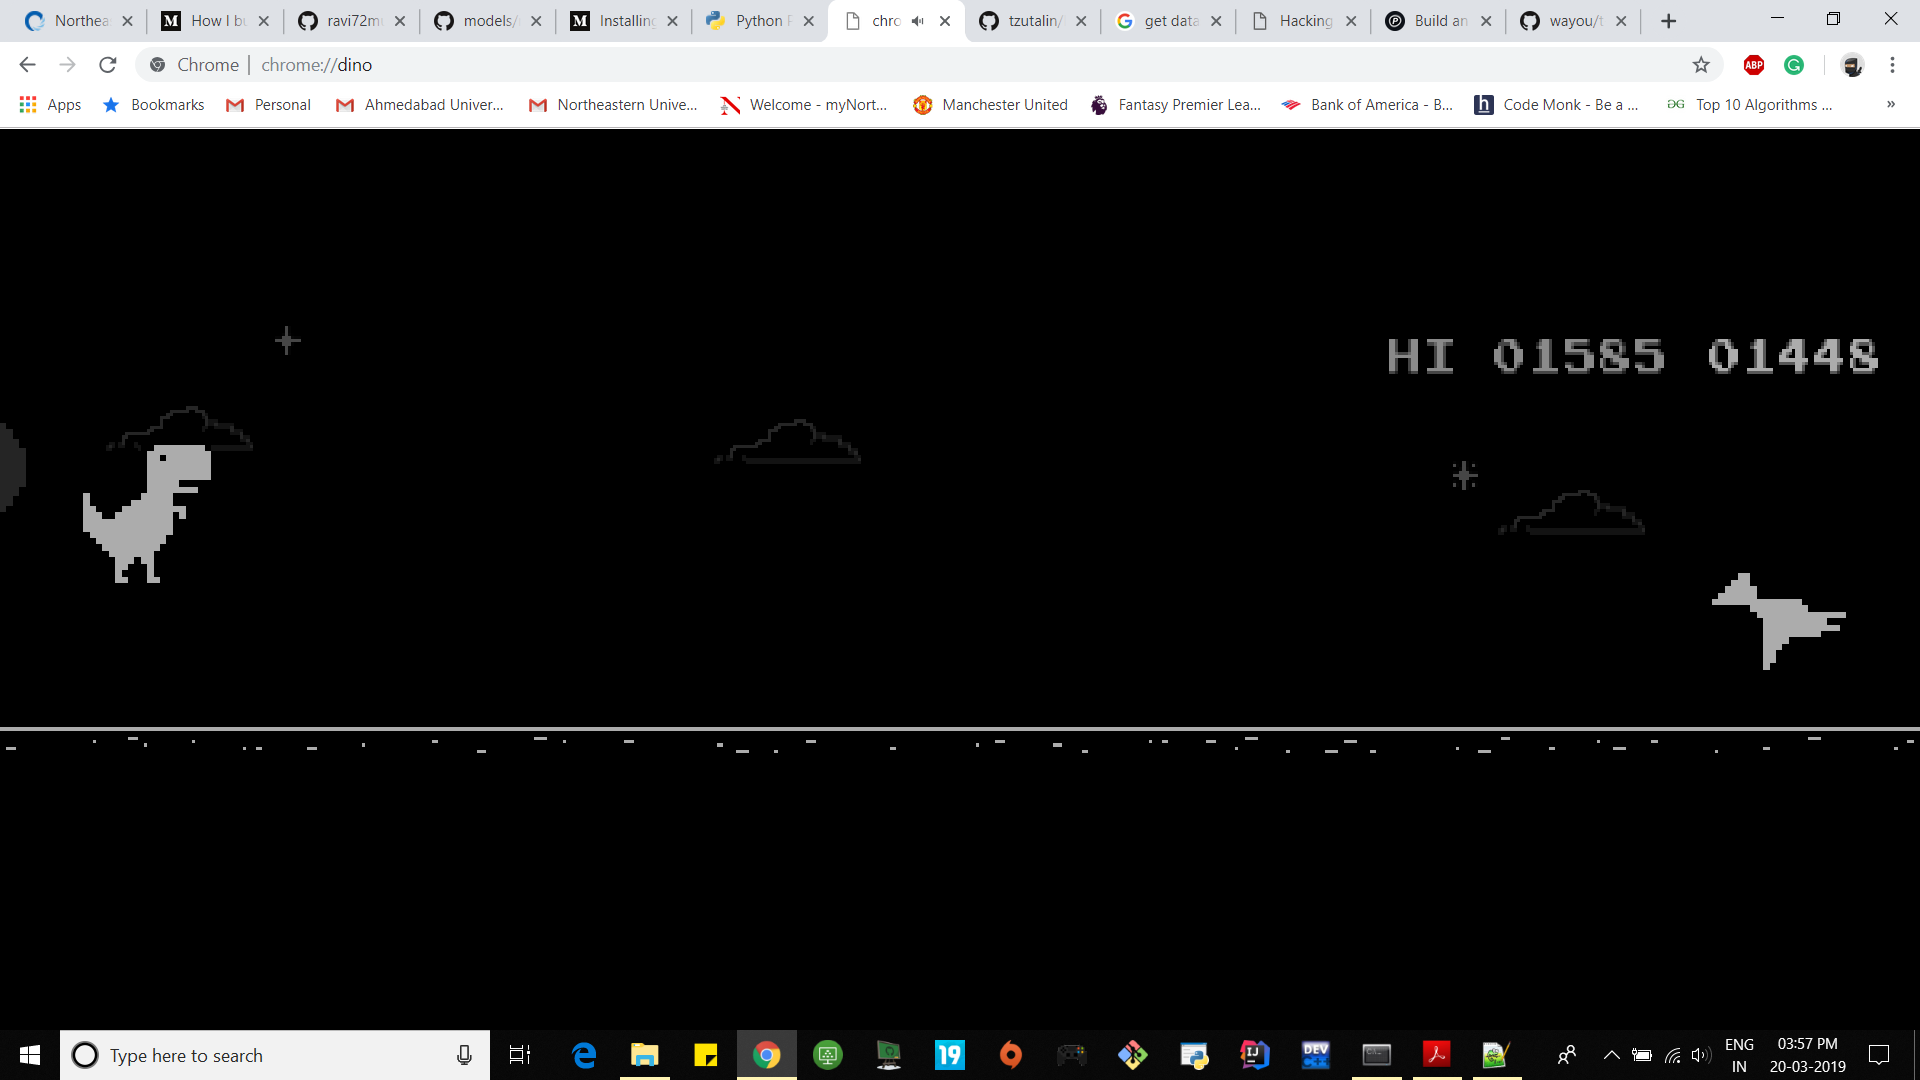 Northea How I bu ravi72mu models/ Installing Python chro tzutalin/ get data Hacking Build an wayou/t
Chrome chrome://dino
Apps Bookmarks Personal Ahmedabad Univer... Northeastern Unive... Welcome - myNort... Manchester United Fantasy Premier Lea... Bank of America - B... Code Monk - Be a ... Top 10 Algorithms ... »
HI 01585 01448
Type here to search 19 ENG 03:57 PM
IN 20-03-2019